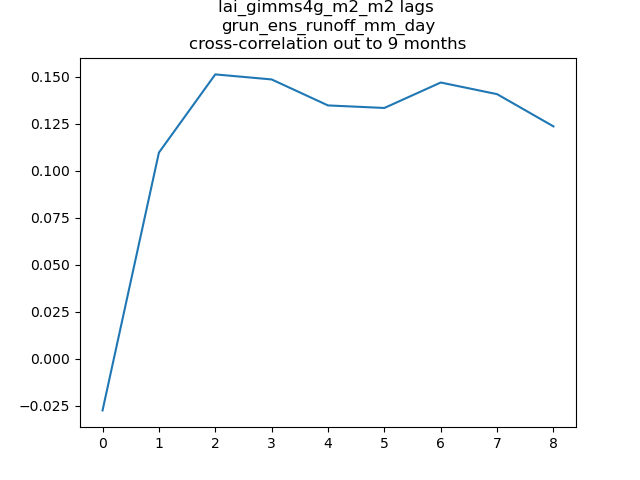 lai_gimms4g_m2_m2 lags
grun_ens_runoff_mm_day
cross-correlation out to 9 months
0.150
0.125
0.100
0.075
0.050
0.025
0.000
−0.025
0 1 2 3 4 5 6 7 8